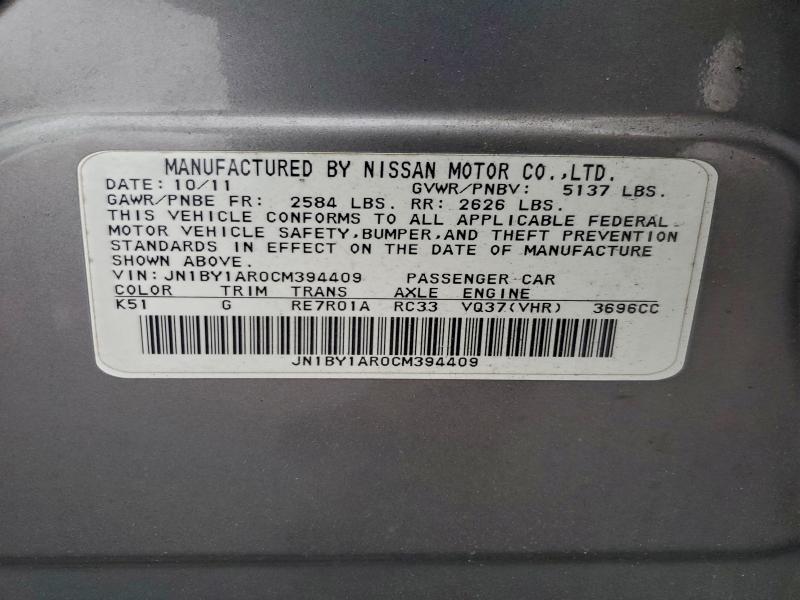 MANUFACTURED BY NISSAN MOTOR CO.,LTD.
DATE: 10/11 GVWR/PNBV: 5137 LBS.
GAWR/PNBE FR: 2584 LBS. RR: 2626 LBS.
THIS VEHICLE CONFORMS TO ALL APPLICABLE FEDERAL
MOTOR VEHICLE SAFETY,BUMPER,AND THEFT PREVENTION
STANDARDS IN EFFECT ON THE DATE OF MANUFACTURE
SHOWN ABOVE.
VIN: JN1BY1AR0CM394409 PASSENGER CAR
COLOR TRIM TRANS AXLE ENGINE
K51 G RE7R01A RC33 VQ37(VHR) 3696CC
JN1BY1AR0CM394409